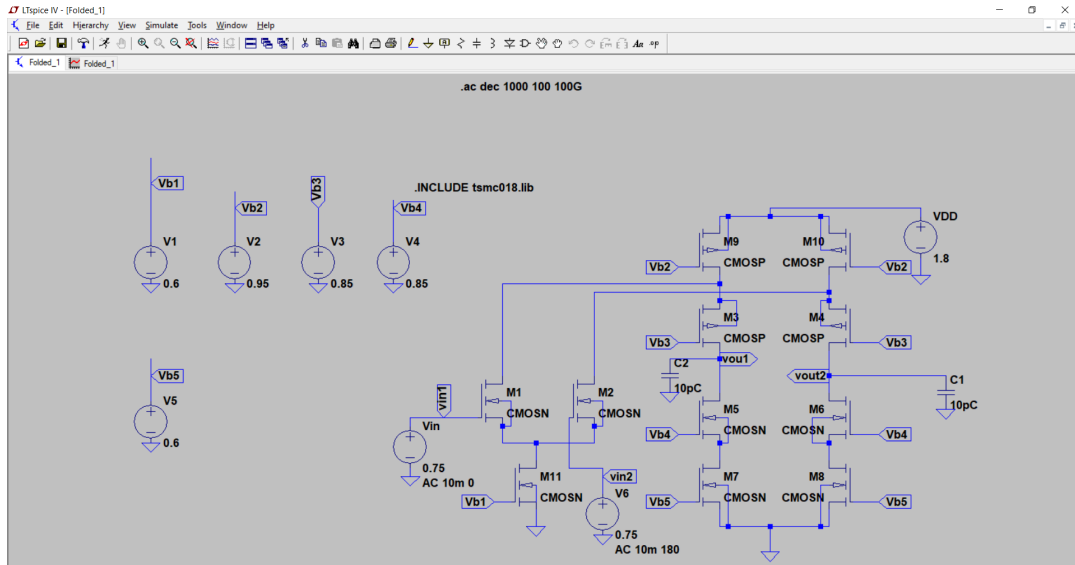 LTspice IV - [Folded_1]
File Edit Hierarchy View Simulate Tools Window Help
Aa .op
Folded_1 Folded_1
.ac dec 1000 100 100G
.INCLUDE tsmc018.lib
Vb1
V1
0.6
Vb2
V2
0.95
Vb3
V3
0.85
Vb4
V4
0.85
Vb5
V5
0.6
vin1
Vin
0.75
AC 10m 0
M1
CMOSN
M2
CMOSN
Vb1
M11
CMOSN
vin2
V6
0.75
AC 10m 180
VDD
1.8
M9
CMOSP
Vb2
M10
CMOSP
Vb2
M3
CMOSP
Vb3
M4
CMOSP
Vb3
vou1
C2
10pC
vout2
C1
10pC
M5
CMOSN
Vb4
M6
CMOSN
Vb4
M7
CMOSN
Vb5
M8
CMOSN
Vb5